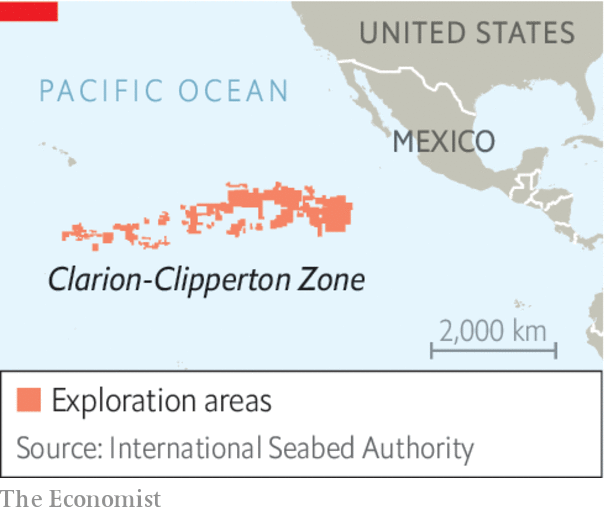 UNITED STATES
PACIFIC OCEAN
MEXICO
Clarion-Clipperton Zone
2,000 km
Exploration areas
Source: International Seabed Authority
The Economist